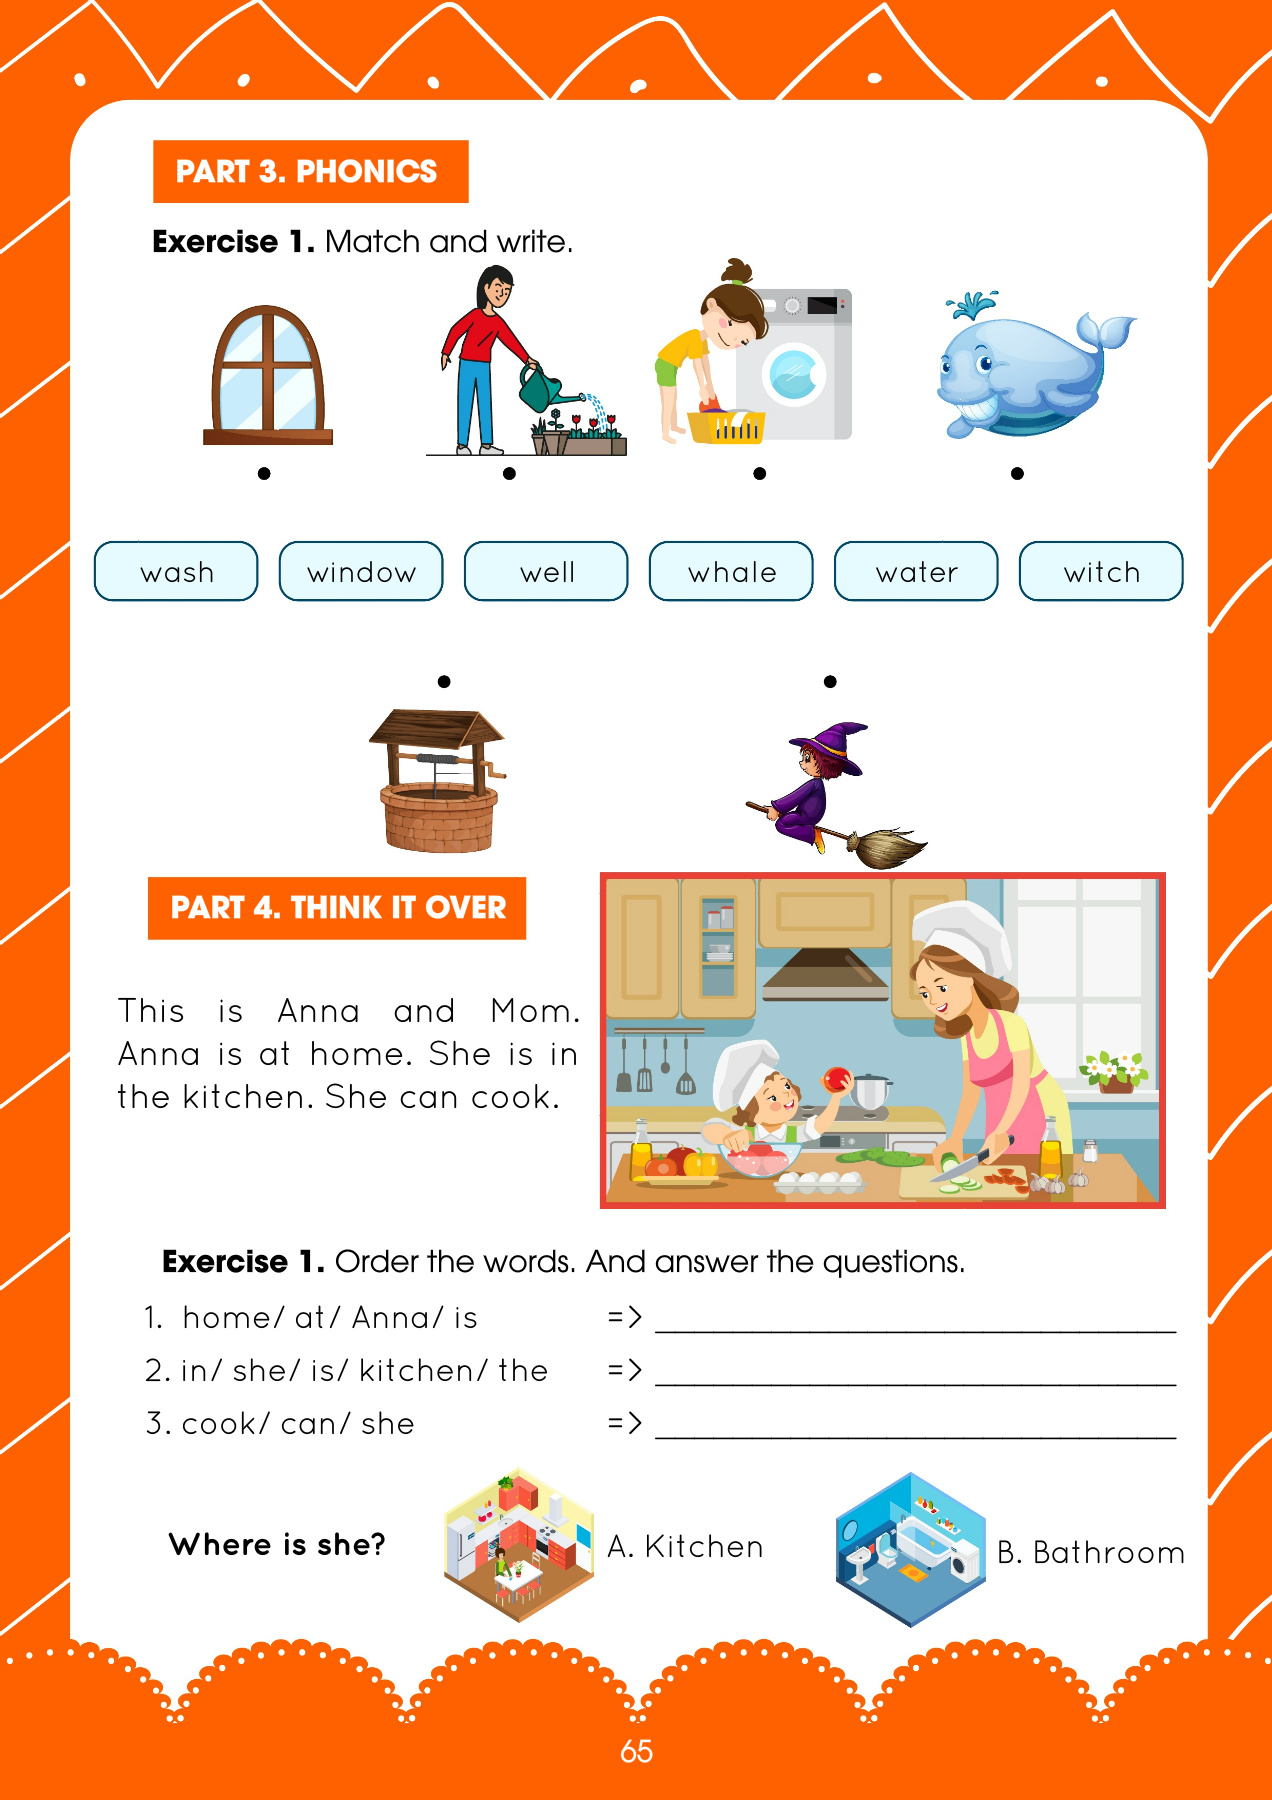 PART 3. PHONICS
Exercise 1. Match and write.
wash
window
well
whale
water
witch
PART 4. THINK IT OVER
This is Anna and Mom.
Anna is at home. She is in
the kitchen. She can cook.
Exercise 1. Order the words. And answer the questions.
1. home/ at/ Anna/ is => ______________________________
2. in/ she/ is/ kitchen/ the => ______________________________
3. cook/ can/ she => ______________________________
Where is she?
A. Kitchen
B. Bathroom
65